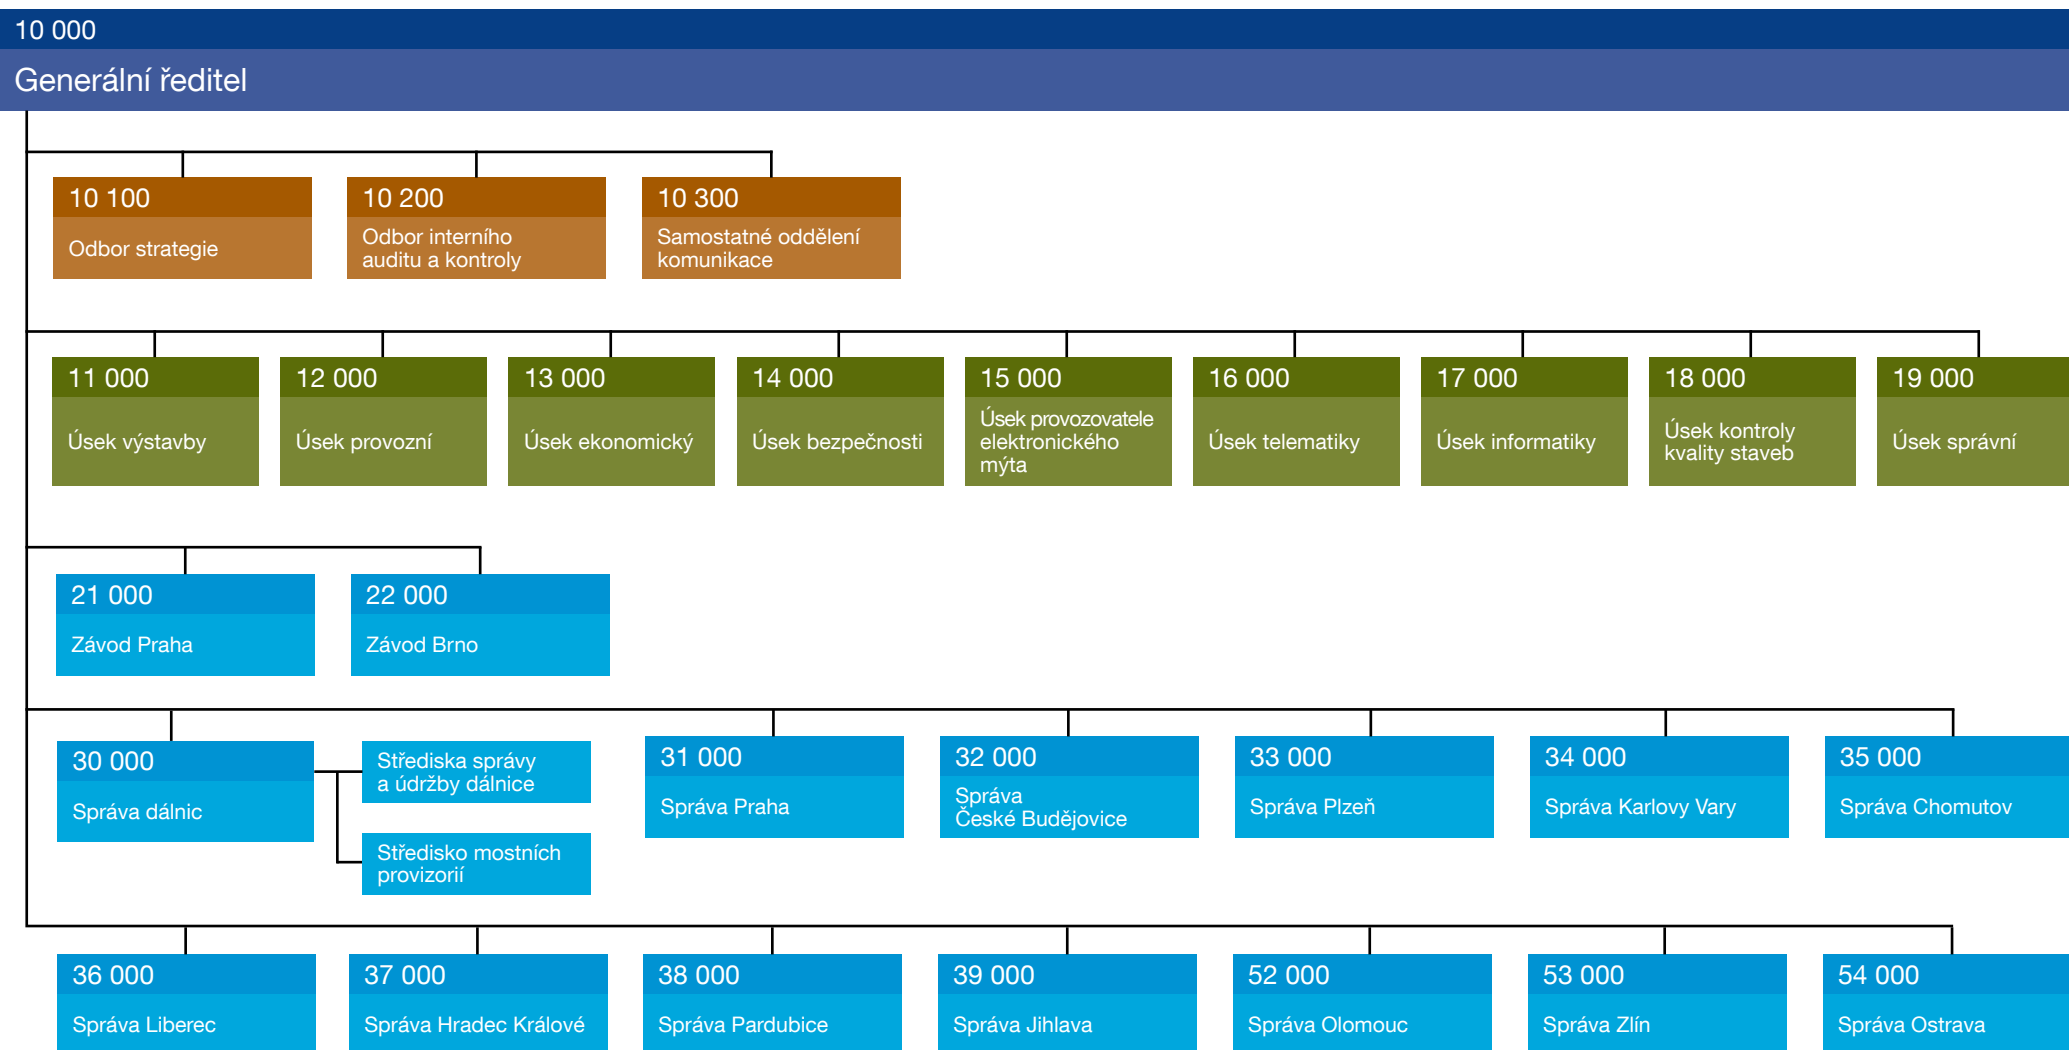 10 000
Generální ředitel
10 100
Odbor strategie
10 200
Odbor interního
auditu a kontroly
10 300
Samostatné oddělení
komunikace
11 000
Úsek výstavby
12 000
Úsek provozní
13 000
Úsek ekonomický
14 000
Úsek bezpečnosti
15 000
Úsek provozovatele
elektronického
mýta
16 000
Úsek telematiky
17 000
Úsek informatiky
18 000
Úsek kontroly
kvality staveb
19 000
Úsek správní
21 000
Závod Praha
22 000
Závod Brno
30 000
Správa dálnic
Střediska správy
a údržby dálnice
Středisko mostních
provizorií
31 000
Správa Praha
32 000
Správa
České Budějovice
33 000
Správa Plzeň
34 000
Správa Karlovy Vary
35 000
Správa Chomutov
36 000
Správa Liberec
37 000
Správa Hradec Králové
38 000
Správa Pardubice
39 000
Správa Jihlava
52 000
Správa Olomouc
53 000
Správa Zlín
54 000
Správa Ostrava